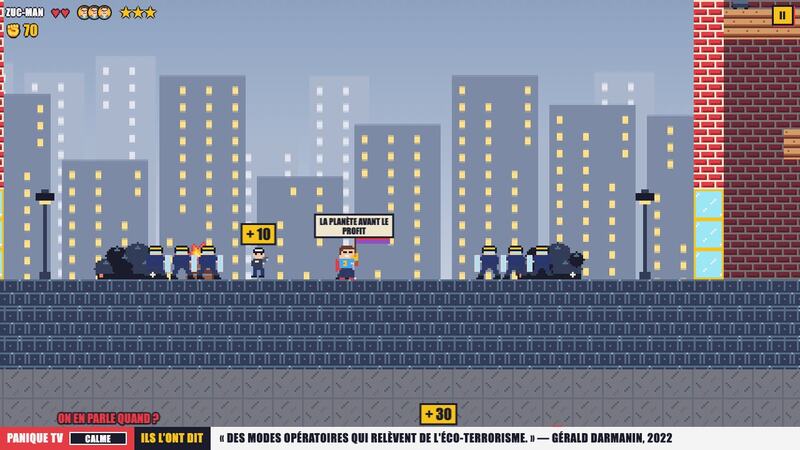 ZUC-MAN
70
+ 10
LA PLANÈTE AVANT LE
PROFIT
+ 30
ON EN PARLE QUAND ?
PANIQUE TV CALME ILS L'ONT DIT « DES MODES OPÉRATOIRES QUI RELÈVENT DE L'ÉCO-TERRORISME. » — GÉRALD DARMANIN, 2022